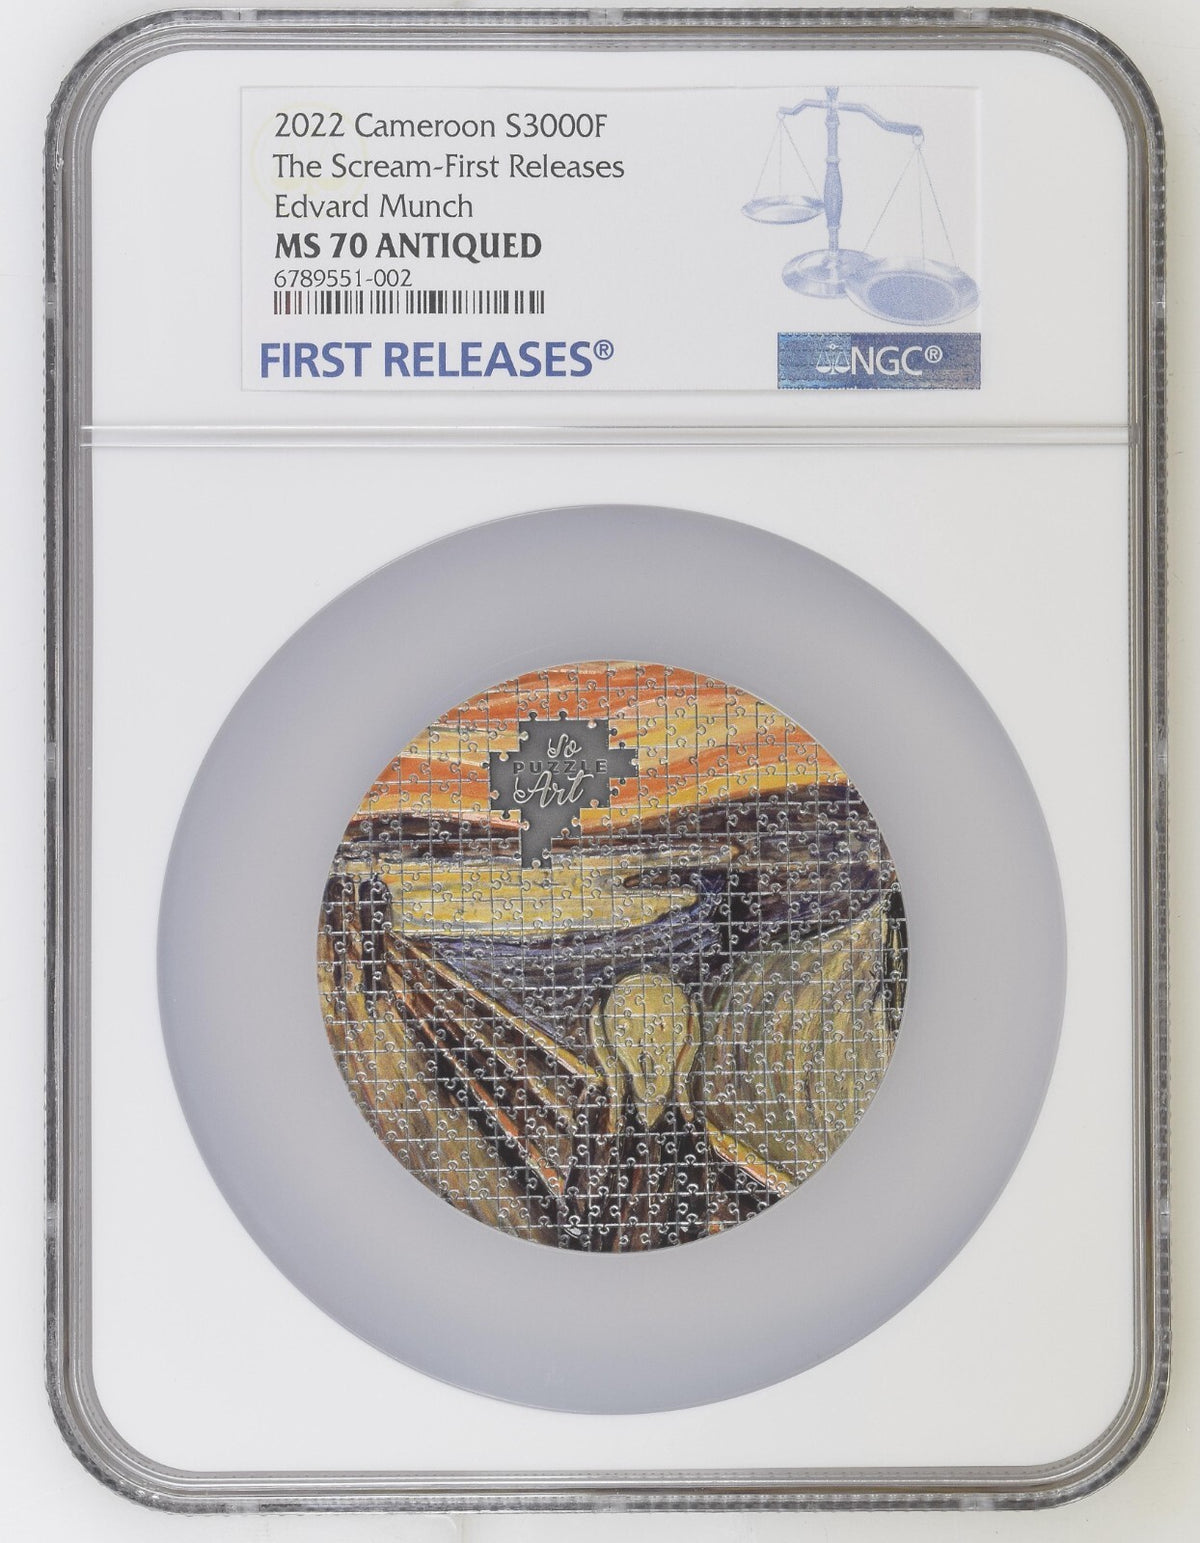 2022 Cameroon S3000F
The Scream-First Releases
Edvard Munch
MS 70 ANTIQUED
6789551-002
FIRST RELEASES®
NGC®
So
PUZZLE
Art